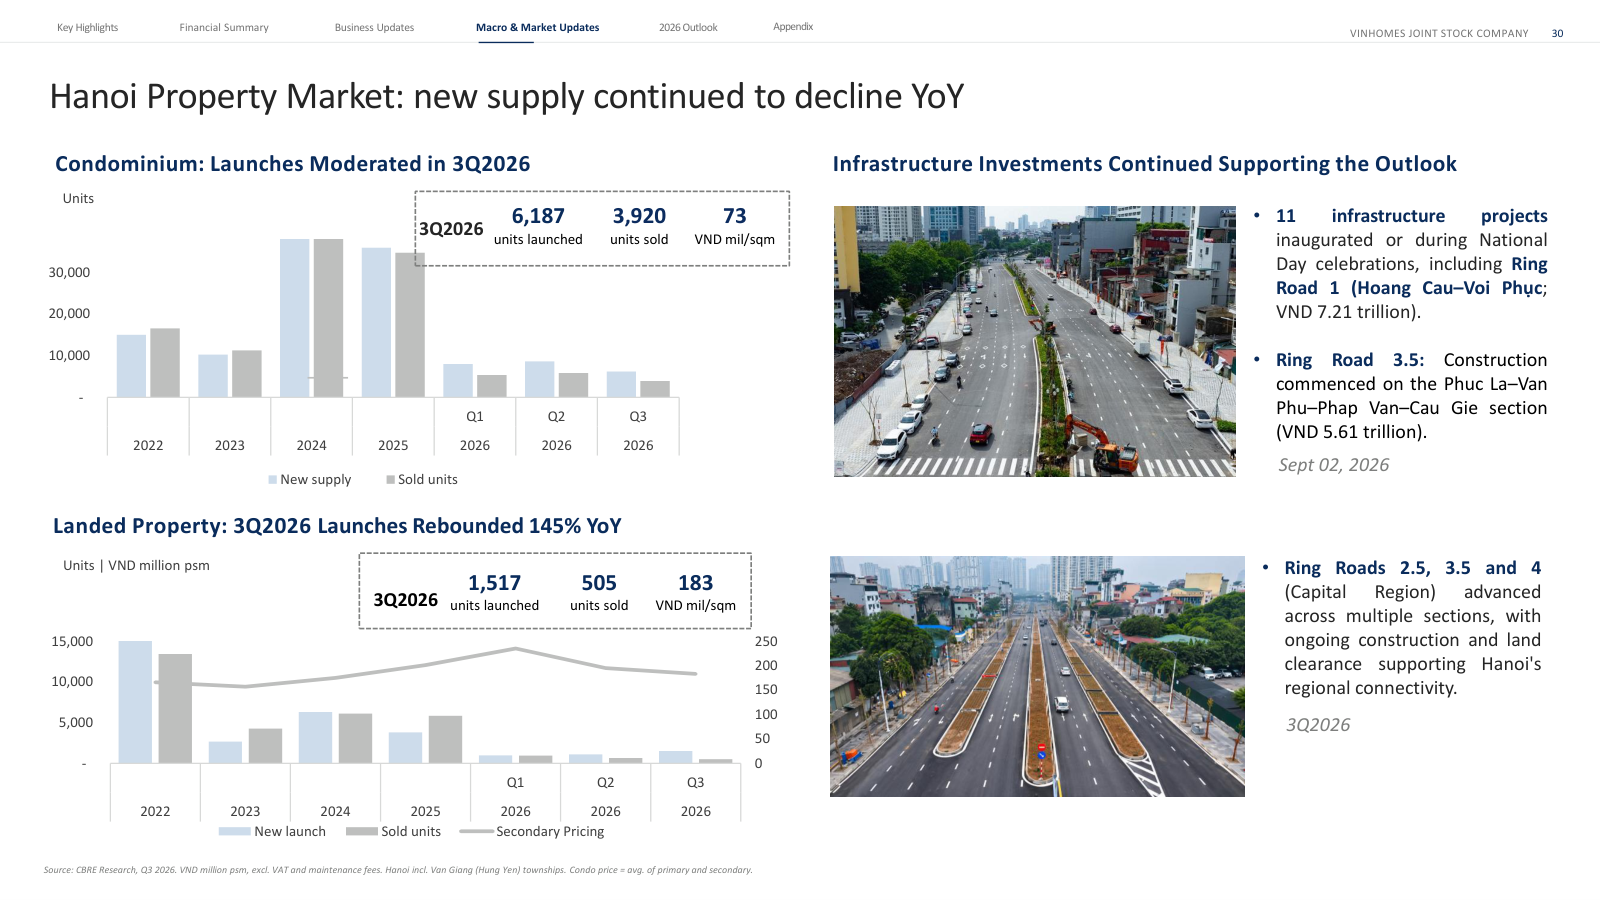 Key Highlights Financial Summary Business Updates Macro & Market Updates 2026 Outlook Appendix
VINHOMES JOINT STOCK COMPANY 30
Hanoi Property Market: new supply continued to decline YoY
Condominium: Launches Moderated in 3Q2026
Units
3Q2026
6,187 3,920 73
units launched units sold VND mil/sqm
30,000
20,000
10,000
-
Q1 Q2 Q3
2022 2023 2024 2025 2026 2026 2026
New supply Sold units
Landed Property: 3Q2026 Launches Rebounded 145% YoY
Units | VND million psm
3Q2026
1,517 505 183
units launched units sold VND mil/sqm
15,000
10,000
5,000
-
250
200
150
100
50
0
Q1 Q2 Q3
2022 2023 2024 2025 2026 2026 2026
New launch Sold units Secondary Pricing
Infrastructure Investments Continued Supporting the Outlook
• 11 infrastructure projects
inaugurated or during National
Day celebrations, including Ring
Road 1 (Hoang Cau–Voi Phục;
VND 7.21 trillion).
• Ring Road 3.5: Construction
commenced on the Phuc La–Van
Phu–Phap Van–Cau Gie section
(VND 5.61 trillion).
Sept 02, 2026
• Ring Roads 2.5, 3.5 and 4
(Capital Region) advanced
across multiple sections, with
ongoing construction and land
clearance supporting Hanoi's
regional connectivity.
3Q2026
Source: CBRE Research, Q3 2026. VND million psm, excl. VAT and maintenance fees. Hanoi incl. Van Giang (Hung Yen) townships. Condo price = avg. of primary and secondary.